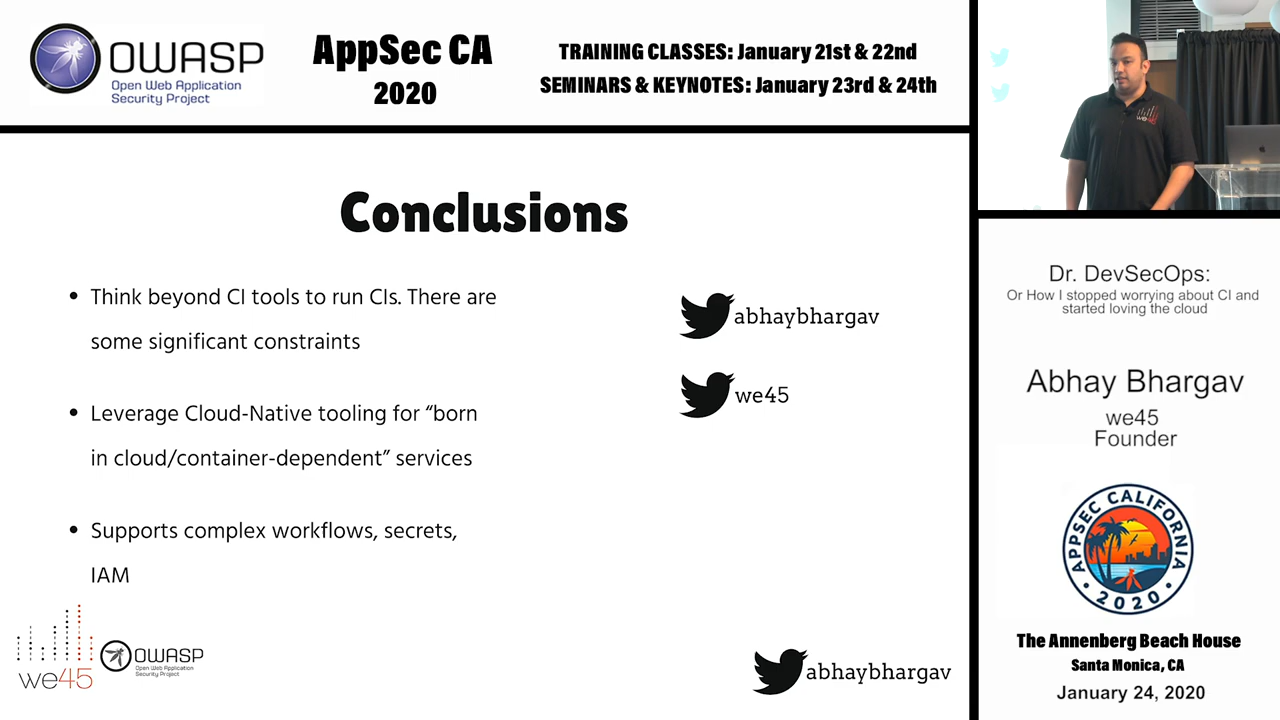 OWASP
Open Web Application
Security Project
AppSec CA
2020
TRAINING CLASSES: January 21st & 22nd
SEMINARS & KEYNOTES: January 23rd & 24th
we45
Conclusions
• Think beyond CI tools to run CIs. There are
some significant constraints
• Leverage Cloud-Native tooling for “born
in cloud/container-dependent” services
• Supports complex workflows, secrets,
IAM
abhaybhargav
we45
we45
OWASP
Open Web Application
Security Project
abhaybhargav
Dr. DevSecOps:
Or How I stopped worrying about CI and
started loving the cloud
Abhay Bhargav
we45
Founder
APPSEC CALIFORNIA
• 2020 •
The Annenberg Beach House
Santa Monica, CA
January 24, 2020